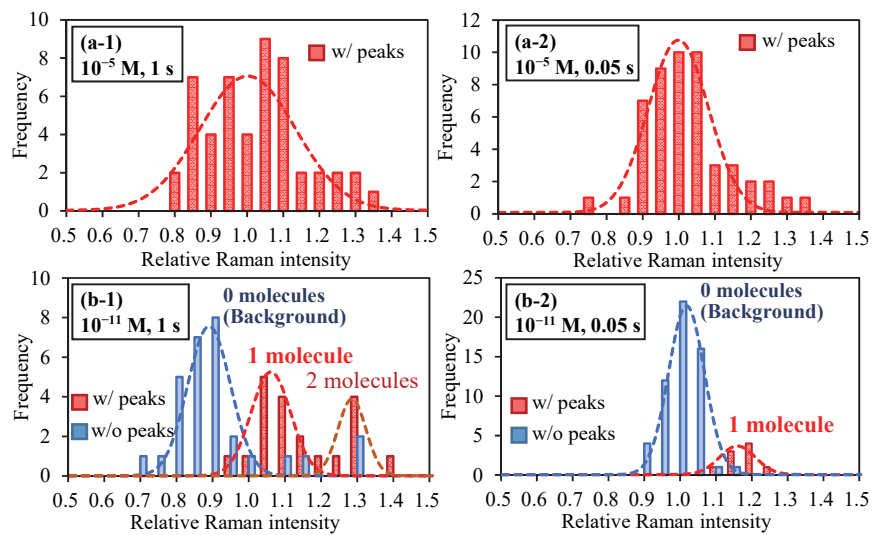 (a-1)
10⁻⁵ M, 1 s
w/ peaks
Frequency
10
8
6
4
2
0
0.5 0.6 0.7 0.8 0.9 1.0 1.1 1.2 1.3 1.4 1.5
Relative Raman intensity
(a-2)
10⁻⁵ M, 0.05 s
w/ peaks
Frequency
12
10
8
6
4
2
0
0.5 0.6 0.7 0.8 0.9 1.0 1.1 1.2 1.3 1.4 1.5
Relative Raman intensity
(b-1)
10⁻¹¹ M, 1 s
0 molecules
(Background)
1 molecule
2 molecules
w/ peaks
w/o peaks
Frequency
10
8
6
4
2
0
0.5 0.6 0.7 0.8 0.9 1.0 1.1 1.2 1.3 1.4 1.5
Relative Raman intensity
(b-2)
10⁻¹¹ M, 0.05 s
0 molecules
(Background)
1 molecule
w/ peaks
w/o peaks
Frequency
25
20
15
10
5
0
0.5 0.6 0.7 0.8 0.9 1.0 1.1 1.2 1.3 1.4 1.5
Relative Raman intensity